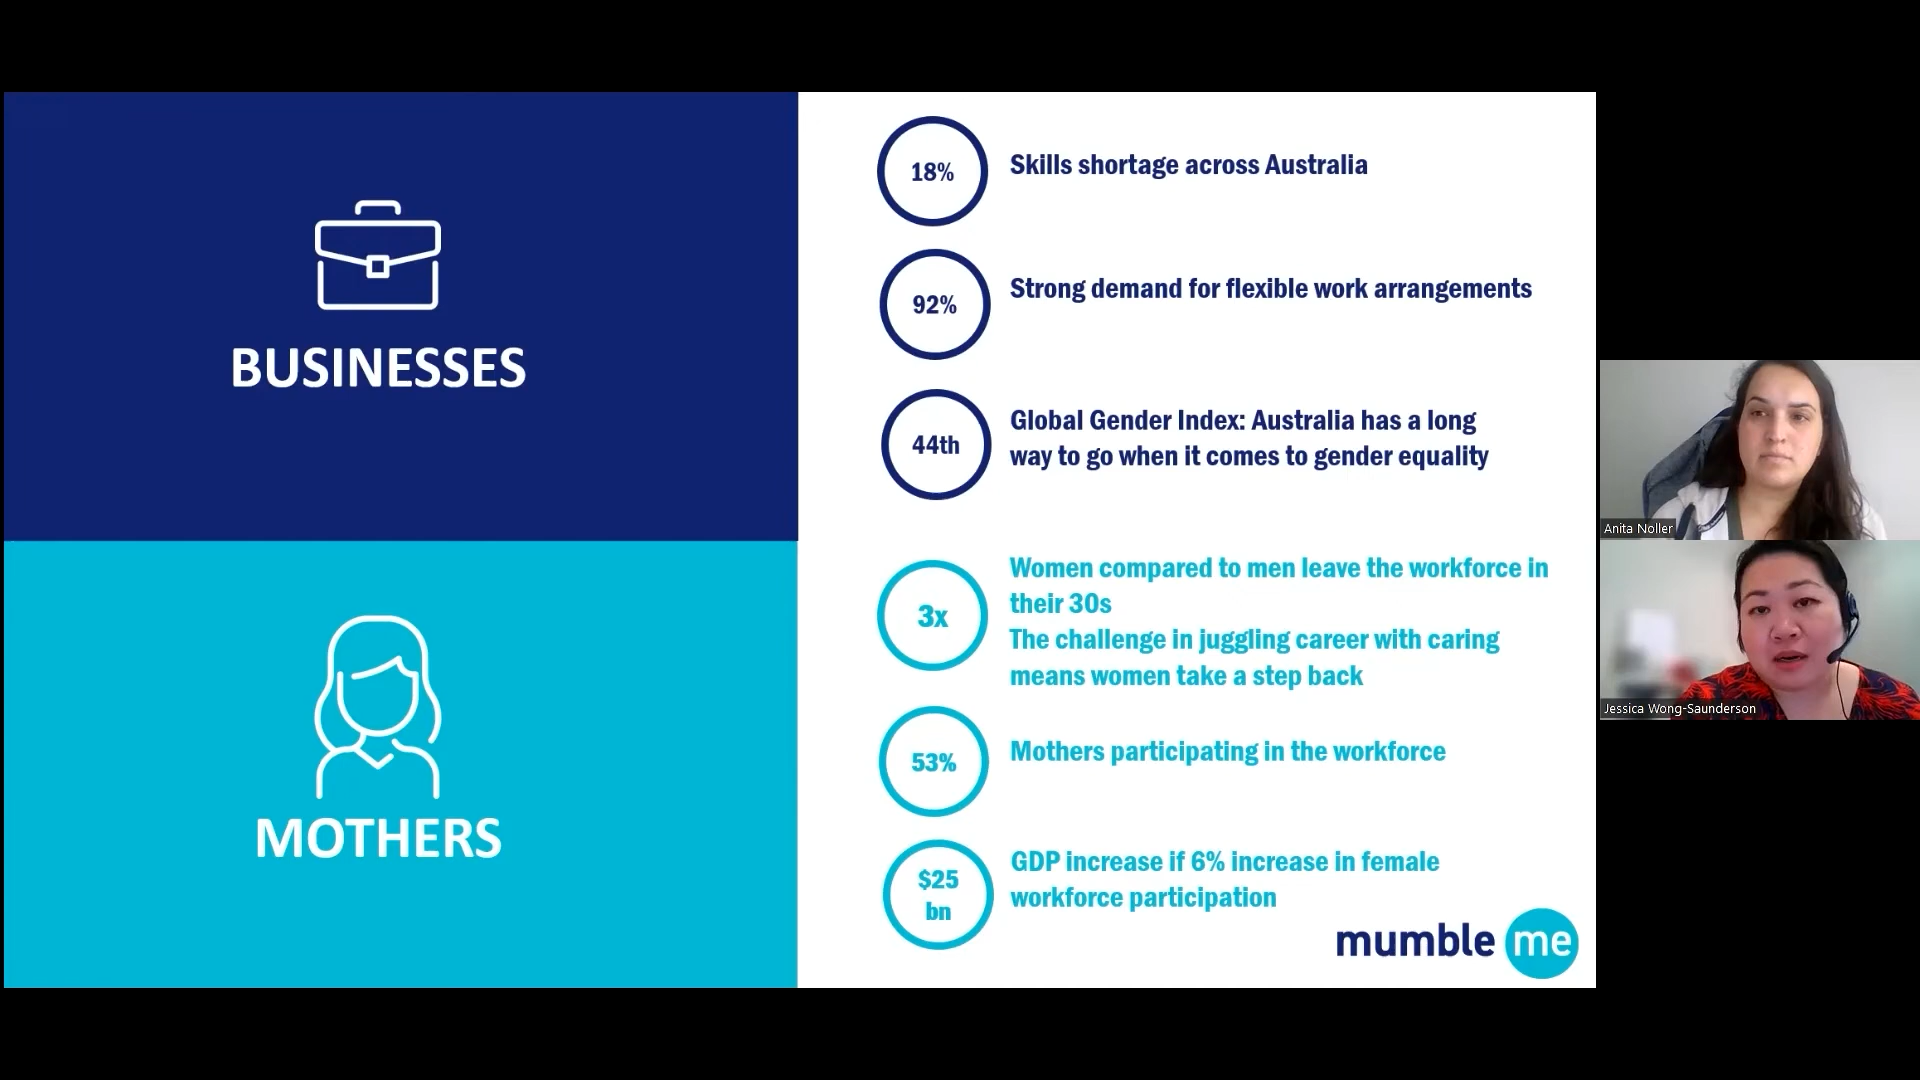 BUSINESSES
18%
Skills shortage across Australia
92%
Strong demand for flexible work arrangements
44th
Global Gender Index: Australia has a long
way to go when it comes to gender equality
MOTHERS
3x
Women compared to men leave the workforce in
their 30s
The challenge in juggling career with caring
means women take a step back
53%
Mothers participating in the workforce
$25
bn
GDP increase if 6% increase in female
workforce participation
mumble me
Anita Noller
Jessica Wong-Saunderson